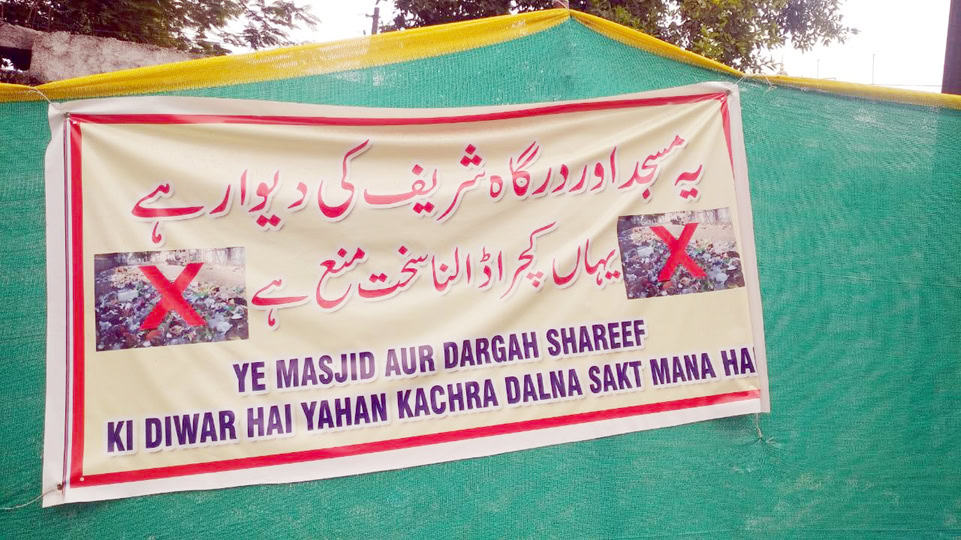 یہ مسجد اور درگاہ شریف کی دیوار ہے
یہاں کچرا ڈالنا سخت منع ہے
YE MASJID AUR DARGAH SHAREEF
KI DIWAR HAI YAHAN KACHRA DALNA SAKT MANA HA